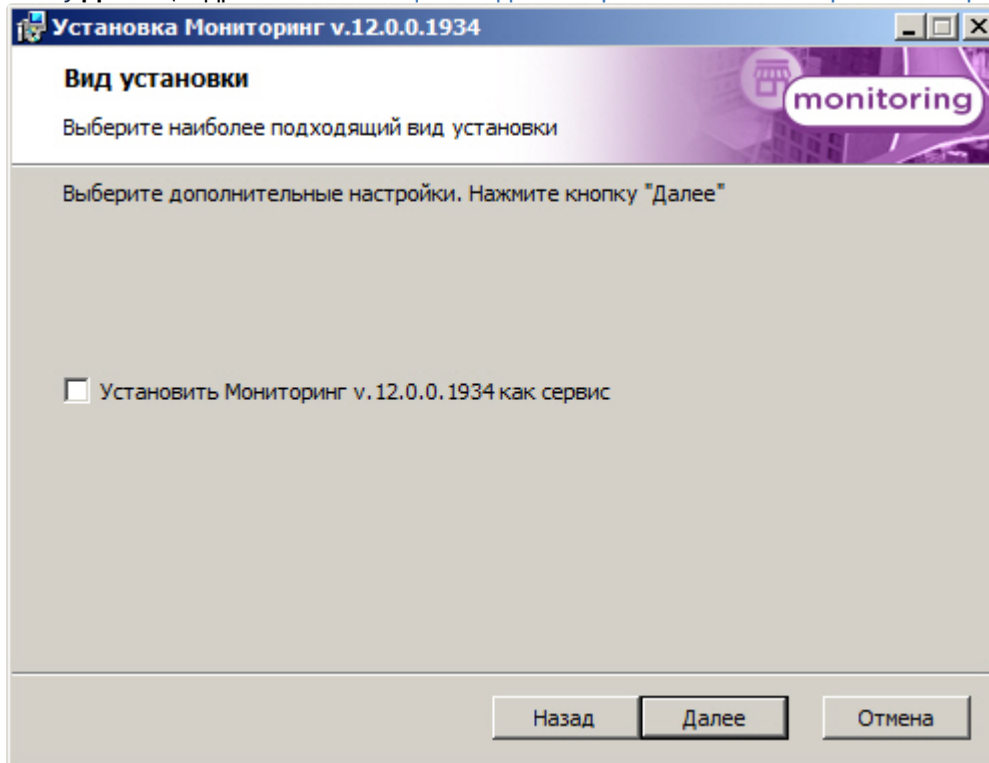 Установка Мониторинг v.12.0.0.1934
Вид установки
monitoring
Выберите наиболее подходящий вид установки
Выберите дополнительные настройки. Нажмите кнопку "Далее"
Установить Мониторинг v.12.0.0.1934 как сервис
Назад
Далее
Отмена